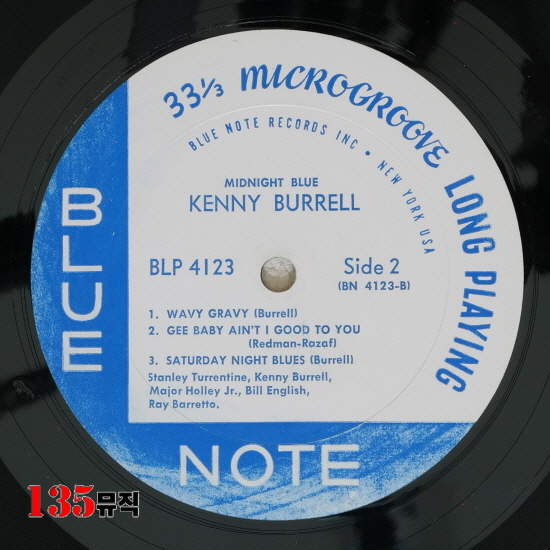 33⅓ MICROGROOVE LONG PLAYING
BLUE NOTE RECORDS INC • NEW YORK USA
MIDNIGHT BLUE
KENNY BURRELL
BLP 4123
Side 2
(BN 4123-B)
1. WAVY GRAVY (Burrell)
2. GEE BABY AIN'T I GOOD TO YOU
(Redman-Razaf)
3. SATURDAY NIGHT BLUES (Burrell)
Stanley Turrentine, Kenny Burrell,
Major Holley Jr., Bill English,
Ray Barretto.
BLUE
NOTE
135뮤직